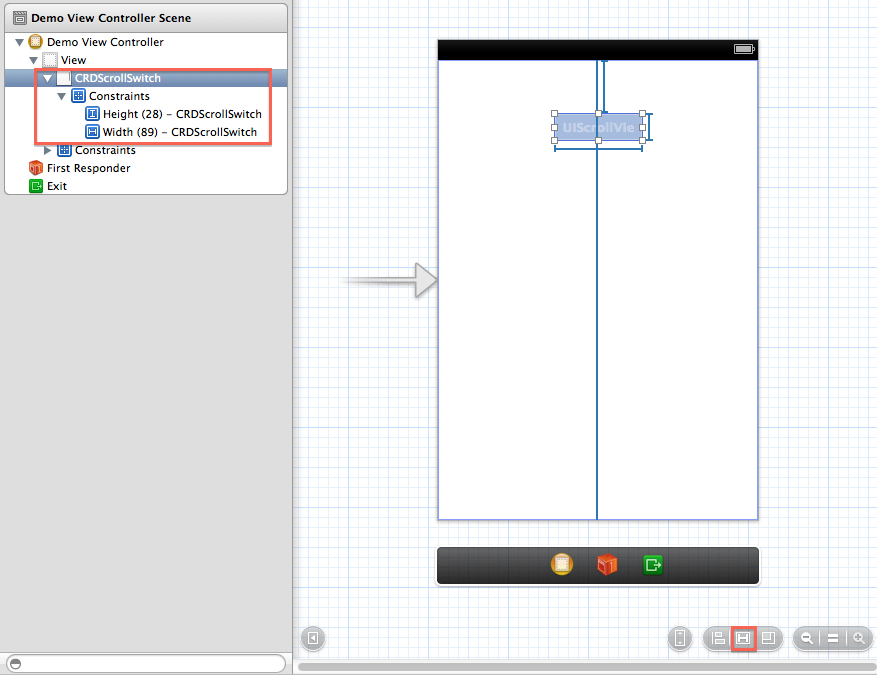 Demo View Controller Scene
Demo View Controller
View
CRDScrollSwitch
Constraints
Height (28) – CRDScrollSwitch
Width (89) – CRDScrollSwitch
Constraints
First Responder
Exit
UIScrollVie